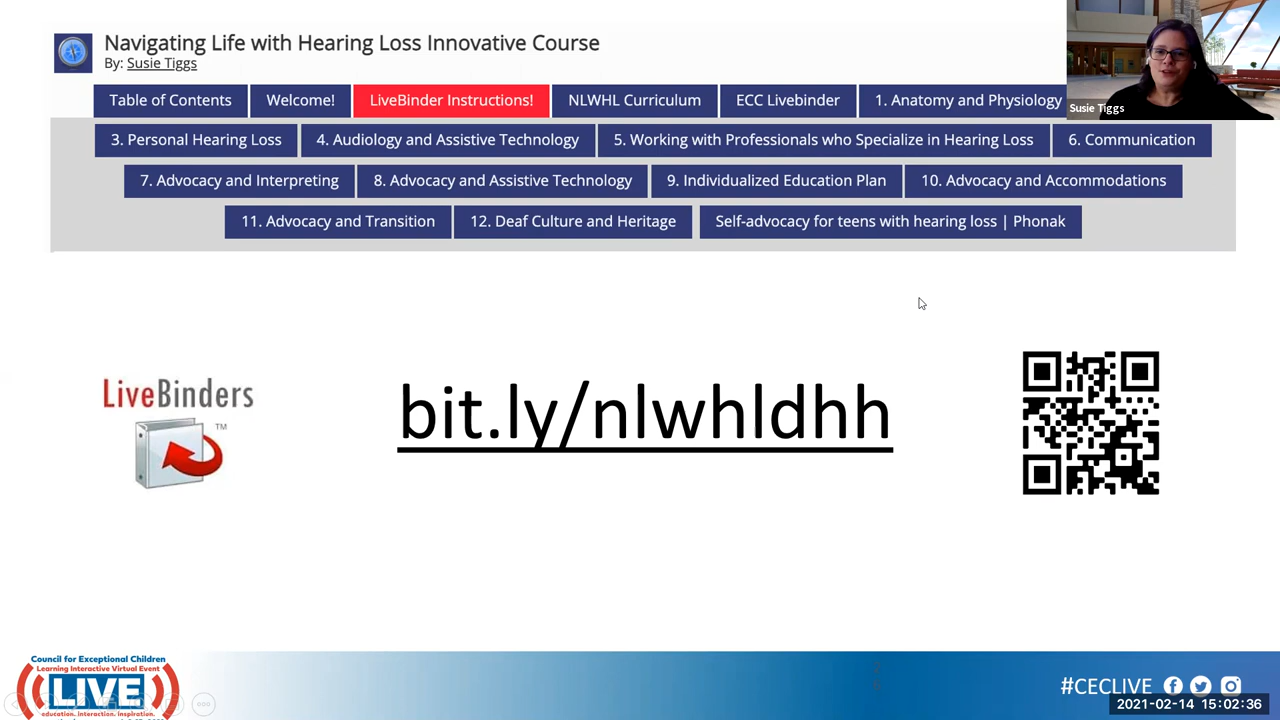 Navigating Life with Hearing Loss Innovative Course
By: Susie Tiggs
Susie Tiggs
Table of Contents Welcome! LiveBinder Instructions! NLWHL Curriculum ECC Livebinder 1. Anatomy and Physiology
3. Personal Hearing Loss 4. Audiology and Assistive Technology 5. Working with Professionals who Specialize in Hearing Loss 6. Communication
7. Advocacy and Interpreting 8. Advocacy and Assistive Technology 9. Individualized Education Plan 10. Advocacy and Accommodations
11. Advocacy and Transition 12. Deaf Culture and Heritage Self-advocacy for teens with hearing loss | Phonak
LiveBinders
TM
bit.ly/nlwhldhh
Council for Exceptional Children
Learning Interactive Virtual Event
LIVE
education. interaction. inspiration.
#CECLIVE
2021-02-14 15:02:36